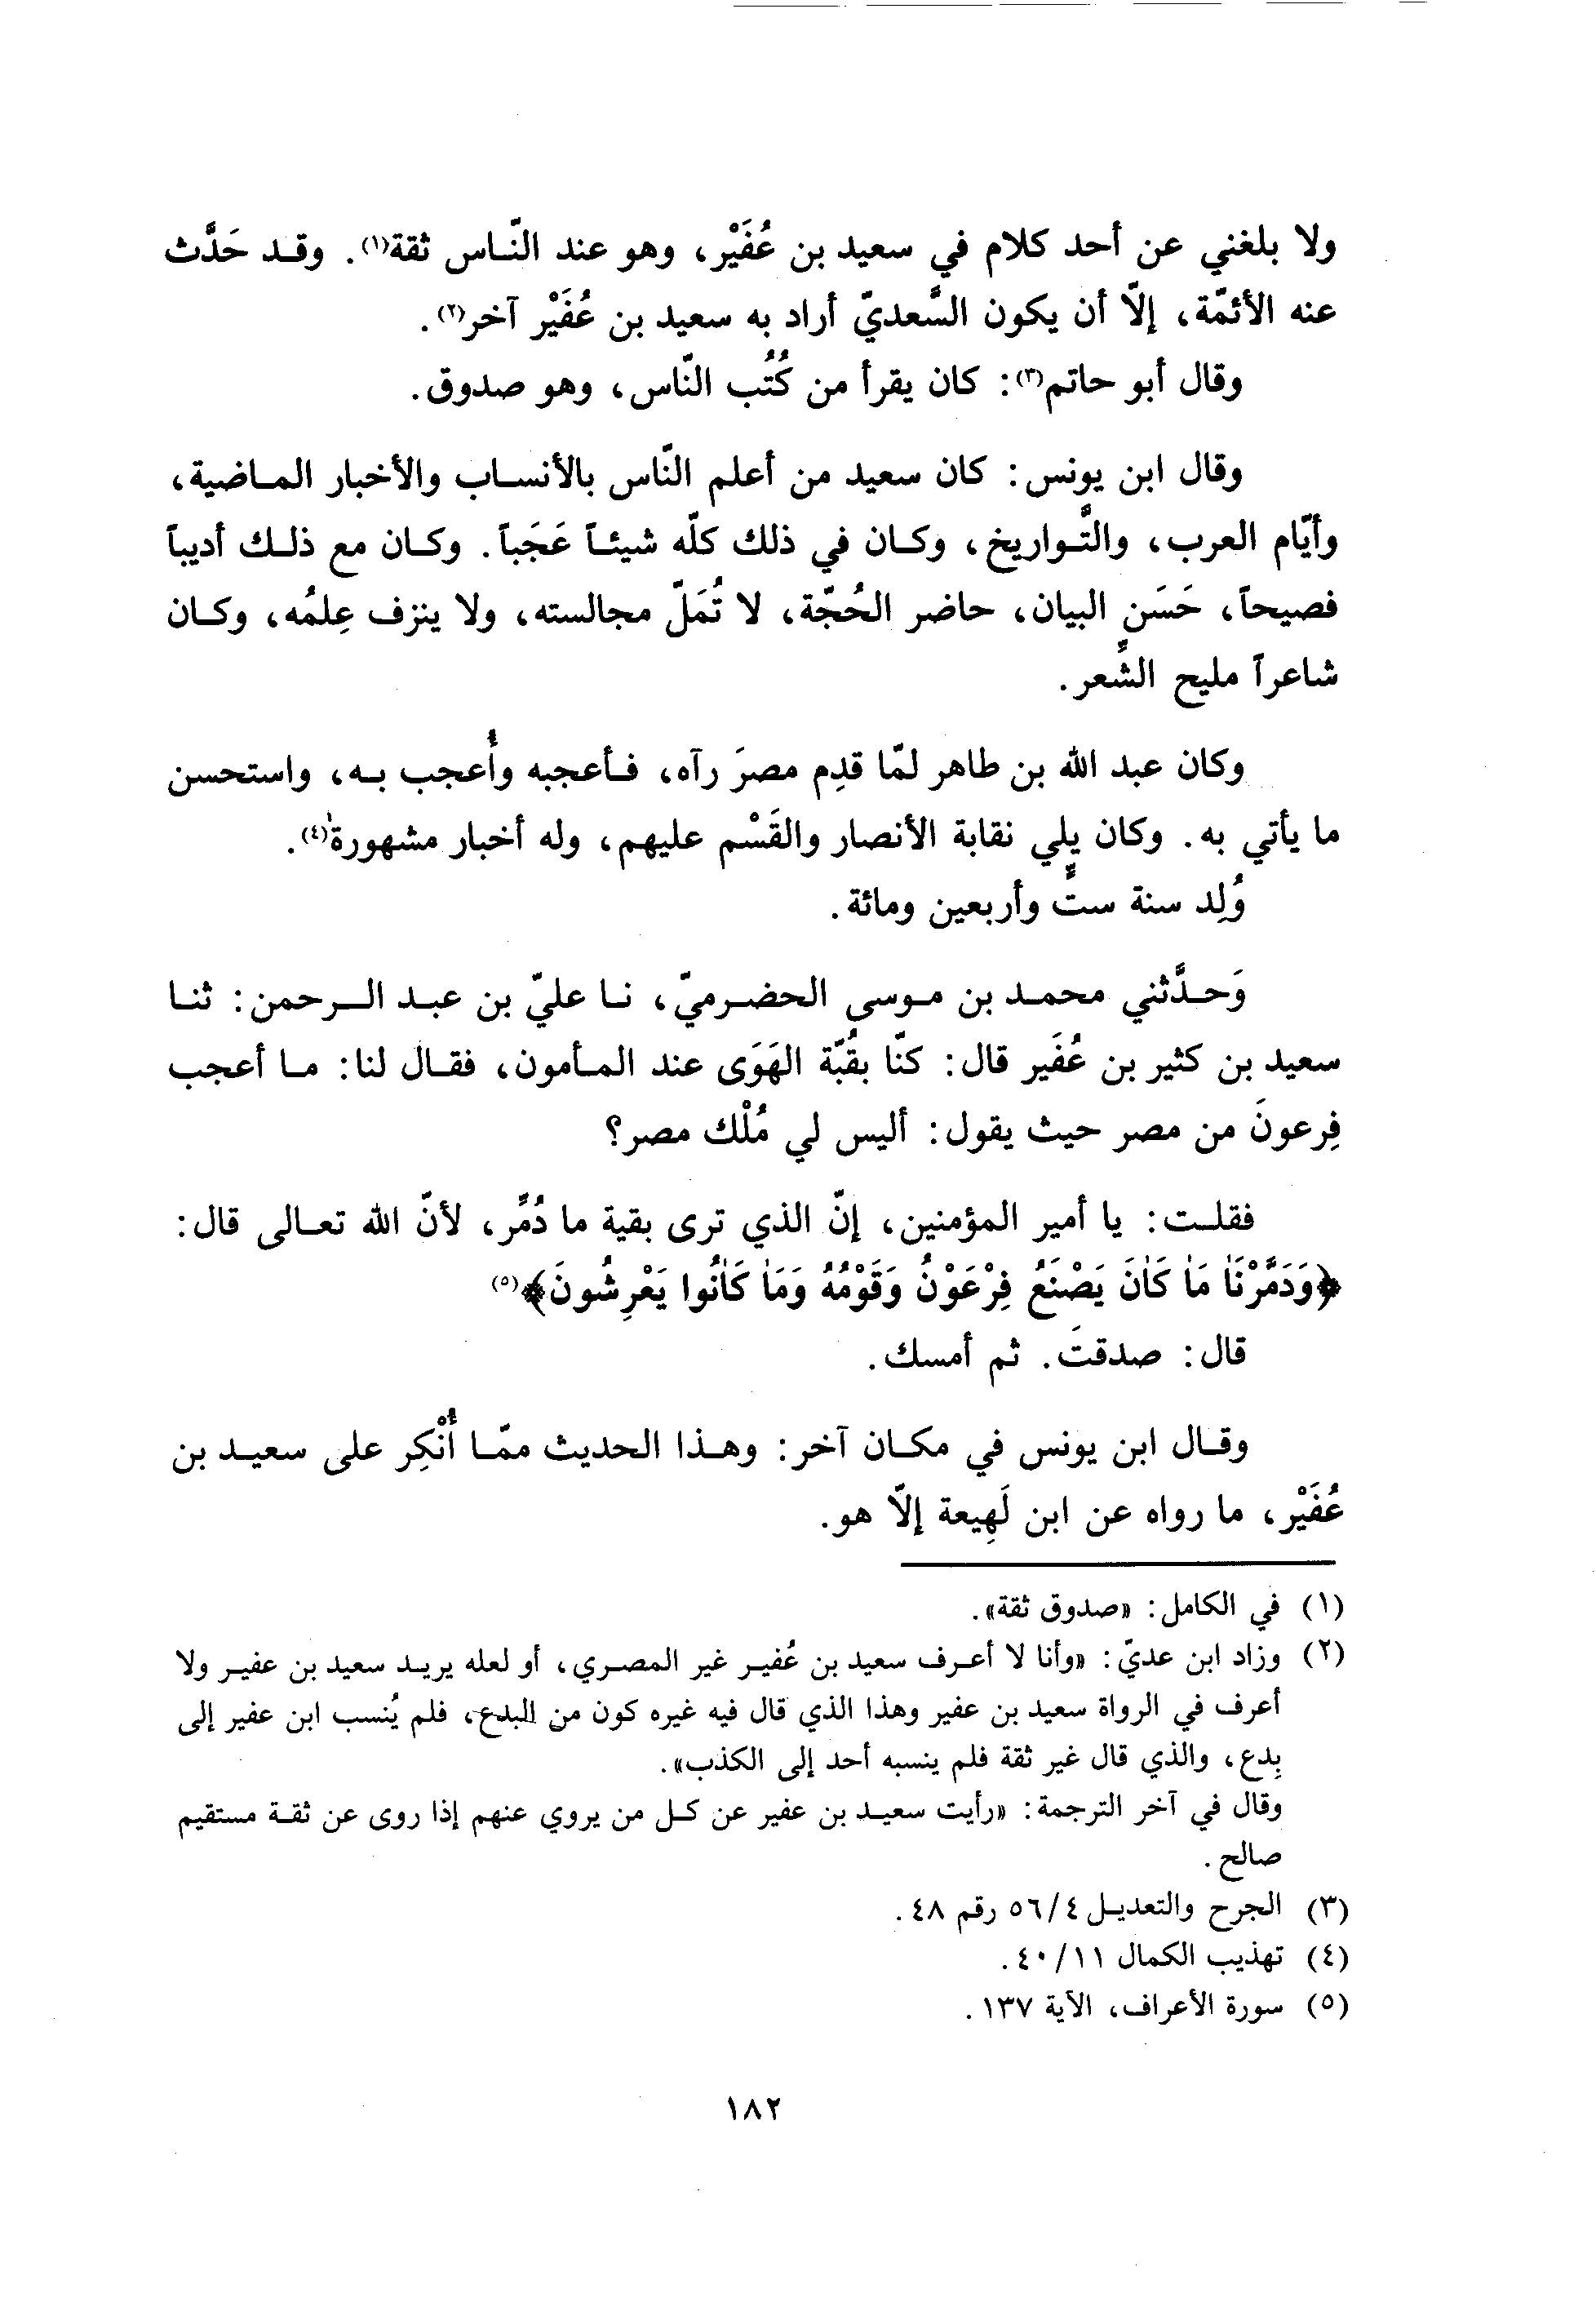 ولا بلغني عن أحد كلام في سعيد بن عُفَيْر، وهو عند النّاس ثقة(١). وقد حَدَّث
عنه الأئمّة، إلّا أن يكون السَّعديّ أراد به سعيد بن عُفَيْر آخر(٢).
وقال أبو حاتم(٣): كان يقرأ من كُتُب النّاس، وهو صدوق.
وقال ابن يونس: كان سعيد من أعلم النّاس بالأنساب والأخبار الماضية،
وأيّام العرب، والتَّواريخ، وكان في ذلك كلّه شيئاً عَجَباً. وكان مع ذلك أديباً
فصيحاً، حَسَن البيان، حاضر الحُجّة، لا تُمَلّ مجالسته، ولا ينزف عِلمُه، وكان
شاعراً مليح الشِّعر.
وكان عبد الله بن طاهر لمّا قدِم مصرَ رآه، فأعجبه وأُعجب به، واستحسن
ما يأتي به. وكان يلي نقابة الأنصار والقَسْم عليهم، وله أخبار مشهورة(٤).
وُلِد سنة ستٍّ وأربعين ومائة.
وَحدَّثني محمد بن موسى الحضرميّ، نا عليّ بن عبد الرحمن: ثنا
سعيد بن كثير بن عُفَير قال: كنّا بقُبّة الهَوَى عند المأمون، فقال لنا: ما أعجب
فِرعونَ من مصر حيث يقول: أليس لي مُلْك مصر؟
فقلت: يا أمير المؤمنين، إنّ الذي ترى بقية ما دُمِّر، لأنّ الله تعالى قال:
﴿وَدَمَّرْنَا مَا كَانَ يَصْنَعُ فِرْعَوْنُ وَقَوْمُهُ وَمَا كَانُوا يَعْرِشُونَ﴾(٥)
قال: صدقتَ. ثم أمسك.
وقال ابن يونس في مكان آخر: وهذا الحديث ممّا أُنْكِر على سعيد بن
عُفَيْر، ما رواه عن ابن لَهِيعة إلّا هو.
(١) في الكامل: «صدوق ثقة».
(٢) وزاد ابن عديّ: «وأنا لا أعرف سعيد بن عُفير غير المصري، أو لعله يريد سعيد بن عفير ولا
أعرف في الرواة سعيد بن عفير وهذا الذي قال فيه غيره كون من البدع، فلم يُنسب ابن عفير إلى
بِدع، والذي قال غير ثقة فلم ينسبه أحد إلى الكذب».
وقال في آخر الترجمة: «رأيت سعيد بن عفير عن كل من يروي عنهم إذا روى عن ثقة مستقيم
صالح.
(٣) الجرح والتعديل ٥٦/٤ رقم ٤٨.
(٤) تهذيب الكمال ٤٠/١١.
(٥) سورة الأعراف، الآية ١٣٧.
١٨٢